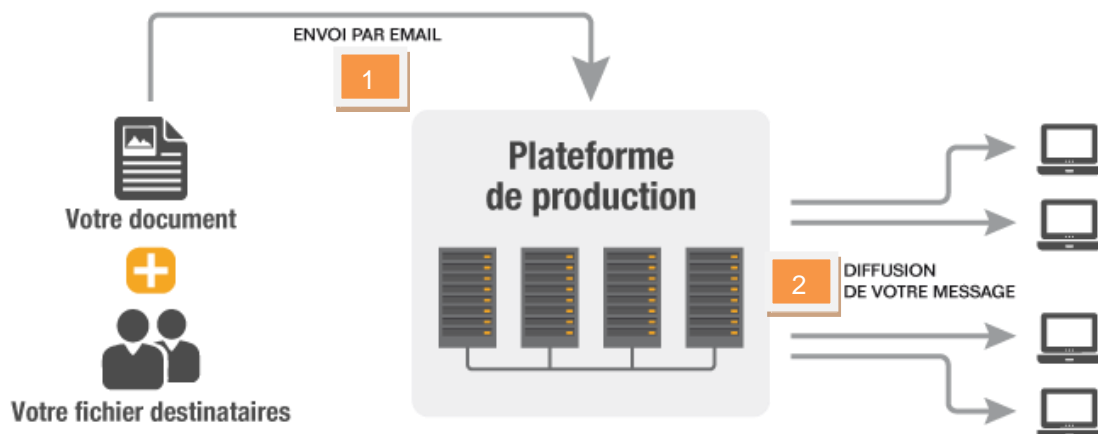 ENVOI PAR EMAIL
1
Votre document
Votre fichier destinataires
Plateforme
de production
2
DIFFUSION
DE VOTRE MESSAGE